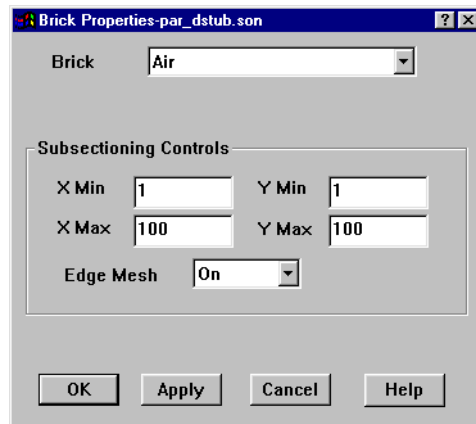 Brick Properties-par_dstub.son
Brick Air
Subsectioning Controls
X Min 1 Y Min 1
X Max 100 Y Max 100
Edge Mesh On
OK Apply Cancel Help